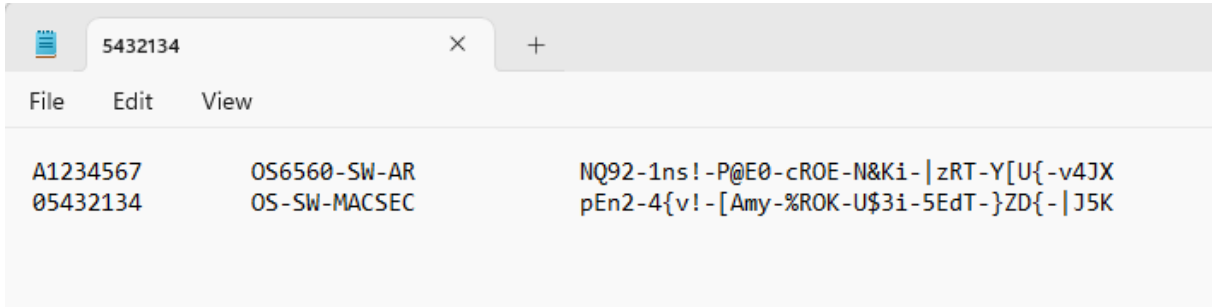 5432134
File Edit View
A1234567 OS6560-SW-AR NQ92-1ns!-P@E0-cROE-N&Ki-|zRT-Y[U{-v4JX
05432134 OS-SW-MACSEC pEn2-4{v!-[Amy-%ROK-U$3i-5EdT-}ZD{-|J5K